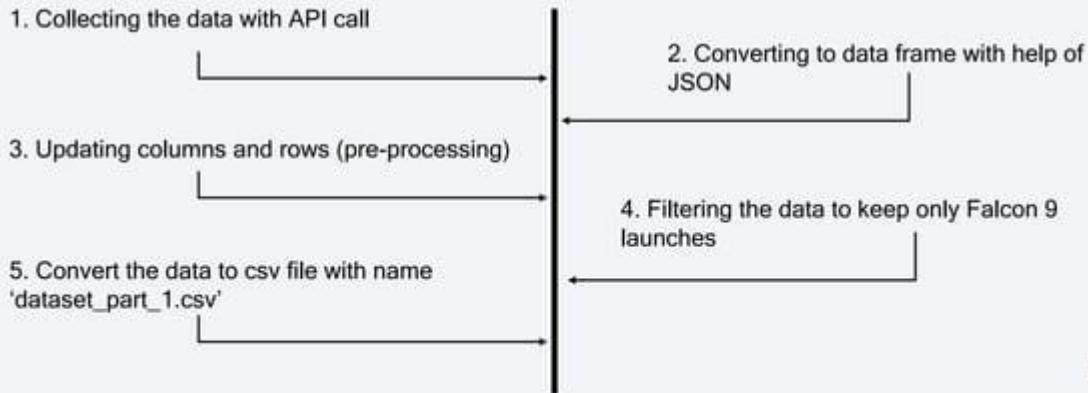 1. Collecting the data with API call
2. Converting to data frame with help of
JSON
3. Updating columns and rows (pre-processing)
4. Filtering the data to keep only Falcon 9
launches
5. Convert the data to csv file with name
‘dataset_part_1.csv’